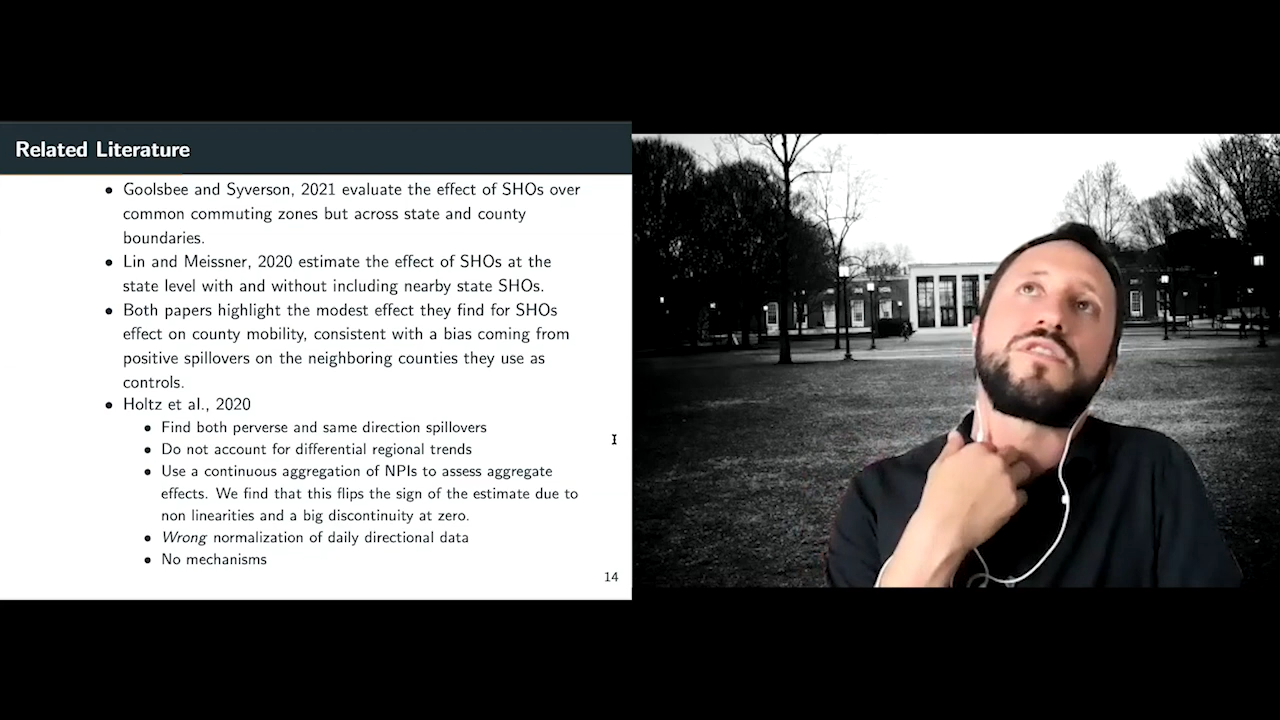 Related Literature
• Goolsbee and Syverson, 2021 evaluate the effect of SHOs over
common commuting zones but across state and county
boundaries.
• Lin and Meissner, 2020 estimate the effect of SHOs at the
state level with and without including nearby state SHOs.
• Both papers highlight the modest effect they find for SHOs
effect on county mobility, consistent with a bias coming from
positive spillovers on the neighboring counties they use as
controls.
• Holtz et al., 2020
• Find both perverse and same direction spillovers
• Do not account for differential regional trends
• Use a continuous aggregation of NPIs to assess aggregate
effects. We find that this flips the sign of the estimate due to
non linearities and a big discontinuity at zero.
• Wrong normalization of daily directional data
• No mechanisms
14